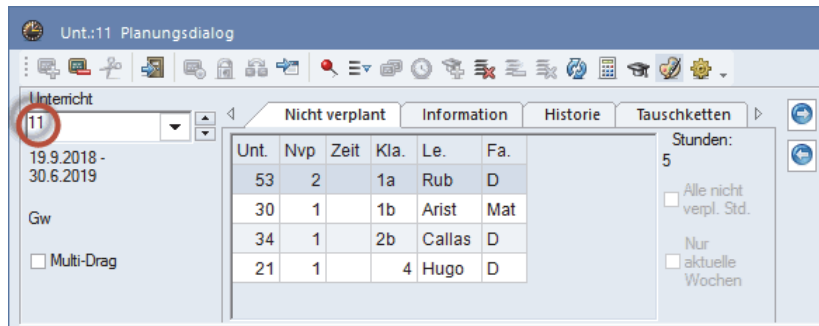 Unt.:11 Planungsdialog
Unterricht
11
19.9.2018 -
30.6.2019
Gw
Multi-Drag
Nicht verplant Information Historie Tauschketten
Unt. Nvp Zeit Kla. Le. Fa.
53 2 1a Rub D
30 1 1b Arist Mat
34 1 2b Callas D
21 1 4 Hugo D
Stunden:
5
Alle nicht
verpl. Std.
Nur
aktuelle
Wochen